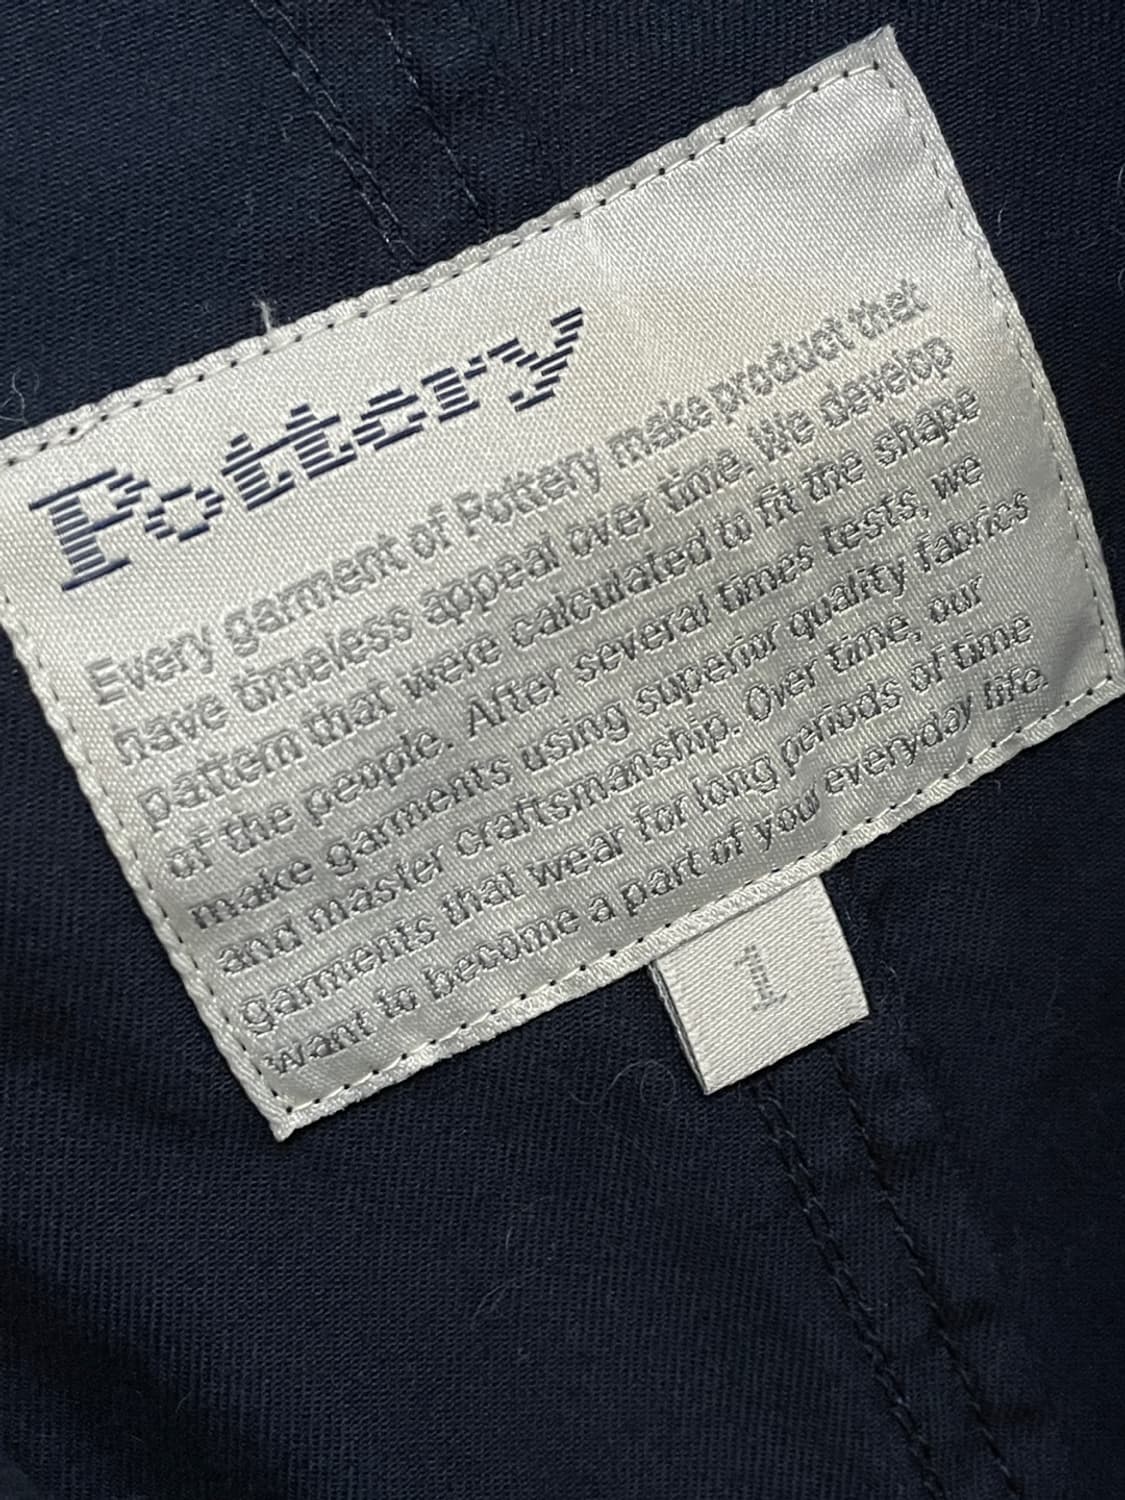 Pottery
Every garment of Pottery make product that
have timeless appeal over time. We develop
pattern that were calculated to fit the shape
of the people. After several times tests, we
make garments using superior quality fabrics
and master craftsmanship. Over time, our
garments that wear for long periods of time
want to become a part of your everyday life.
1